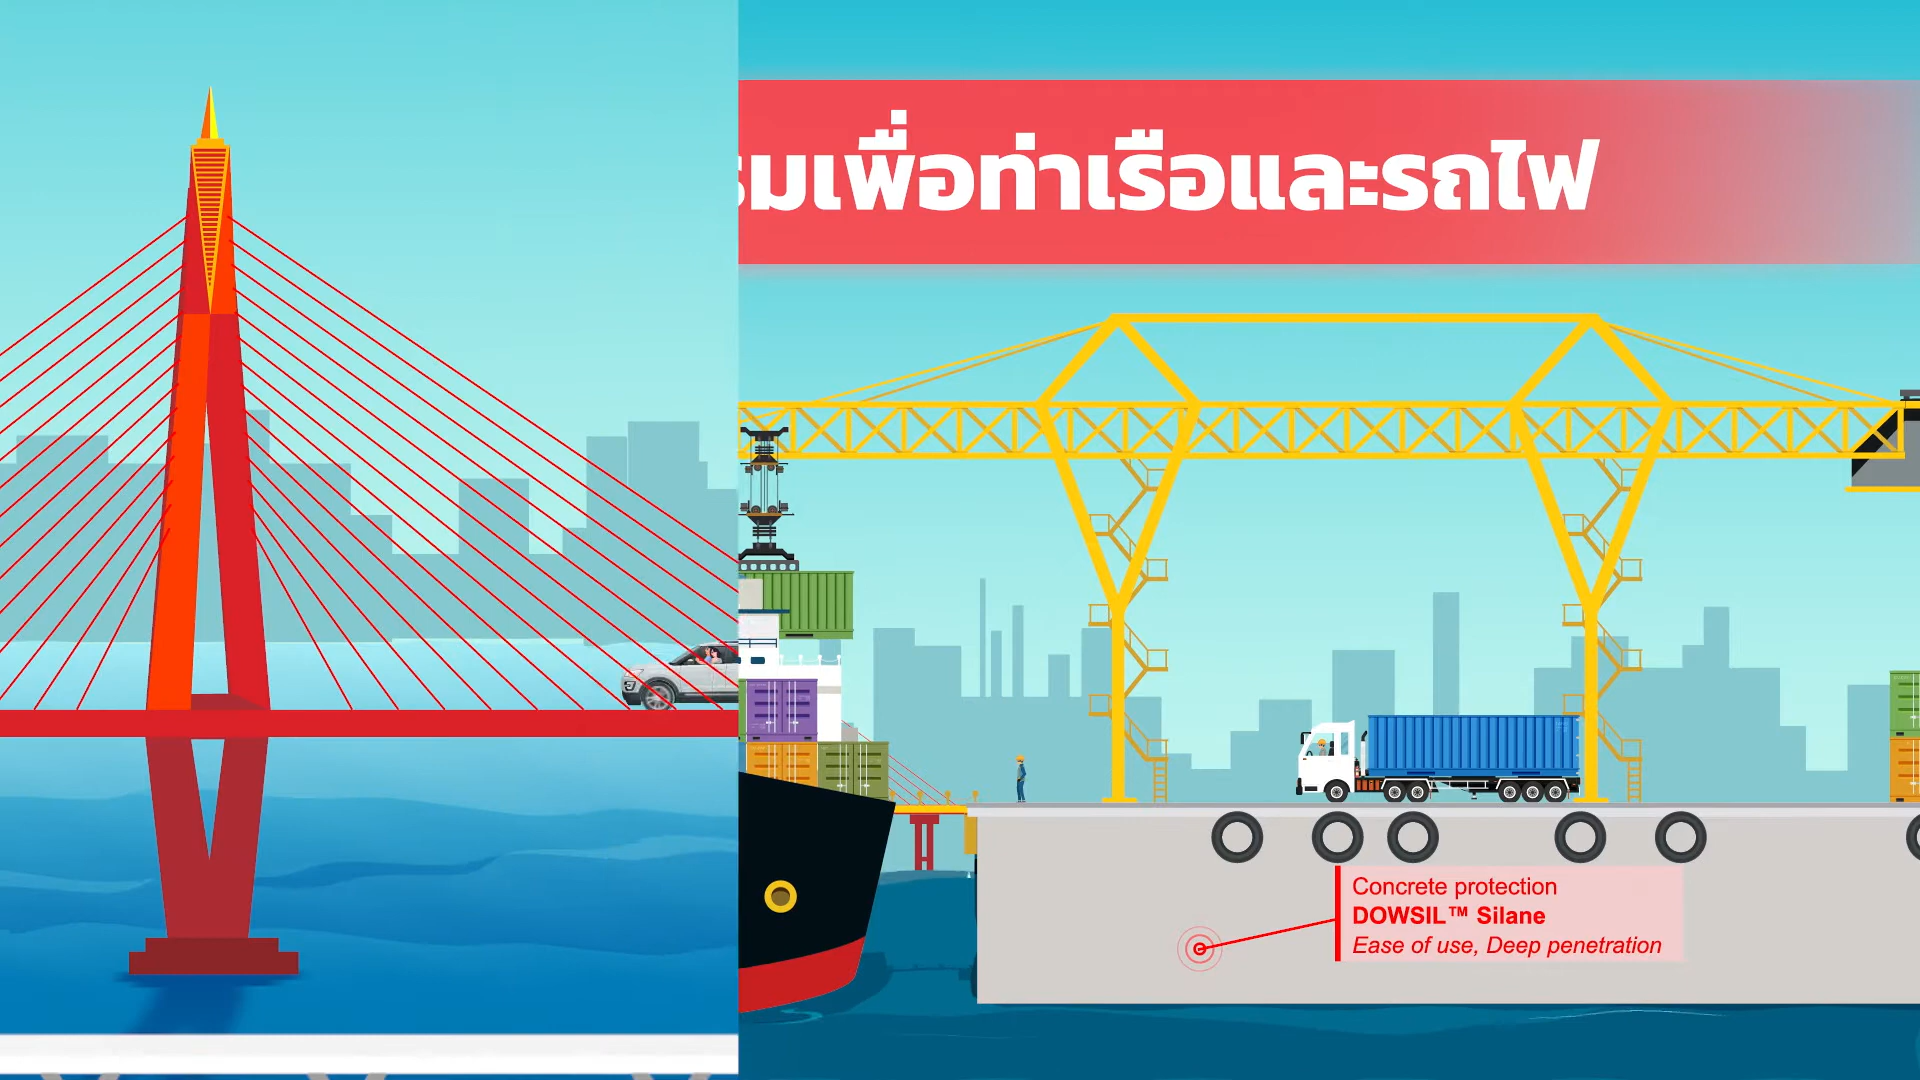 รมเพื่อท่าเรือและรถไฟ
Concrete protection
DOWSIL™ Silane
Ease of use, Deep penetration